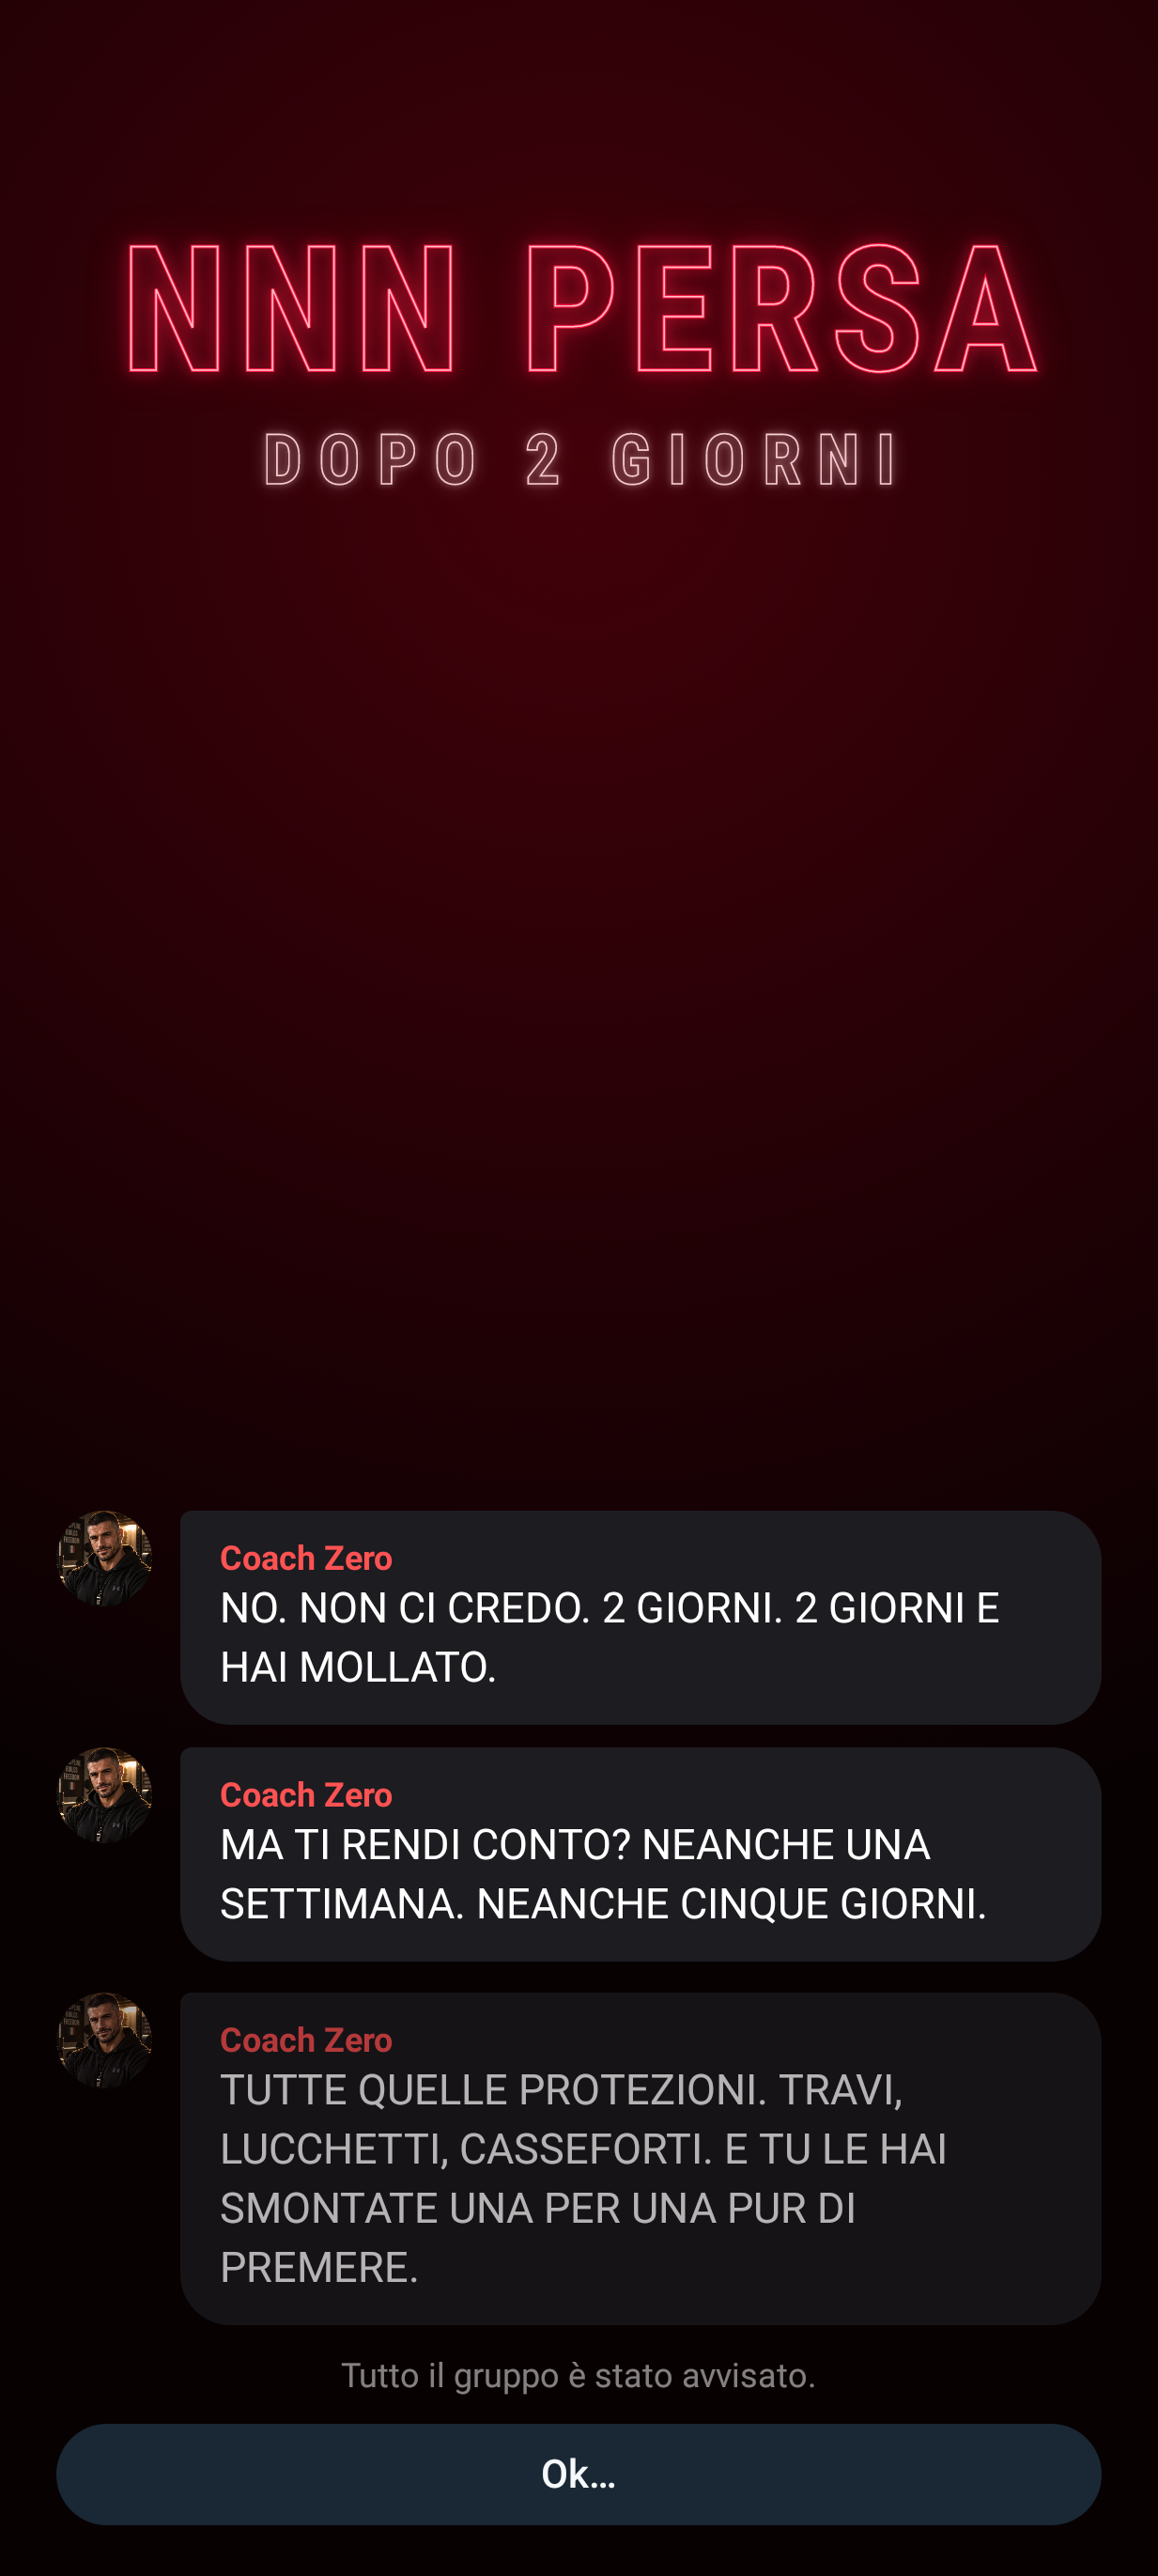 NNN PERSA
DOPO 2 GIORNI
Coach Zero
NO. NON CI CREDO. 2 GIORNI. 2 GIORNI E
HAI MOLLATO.
Coach Zero
MA TI RENDI CONTO? NEANCHE UNA
SETTIMANA. NEANCHE CINQUE GIORNI.
Coach Zero
TUTTE QUELLE PROTEZIONI. TRAVI,
LUCCHETTI, CASSEFORTI. E TU LE HAI
SMONTATE UNA PER UNA PUR DI
PREMERE.
Tutto il gruppo è stato avvisato.
Ok...